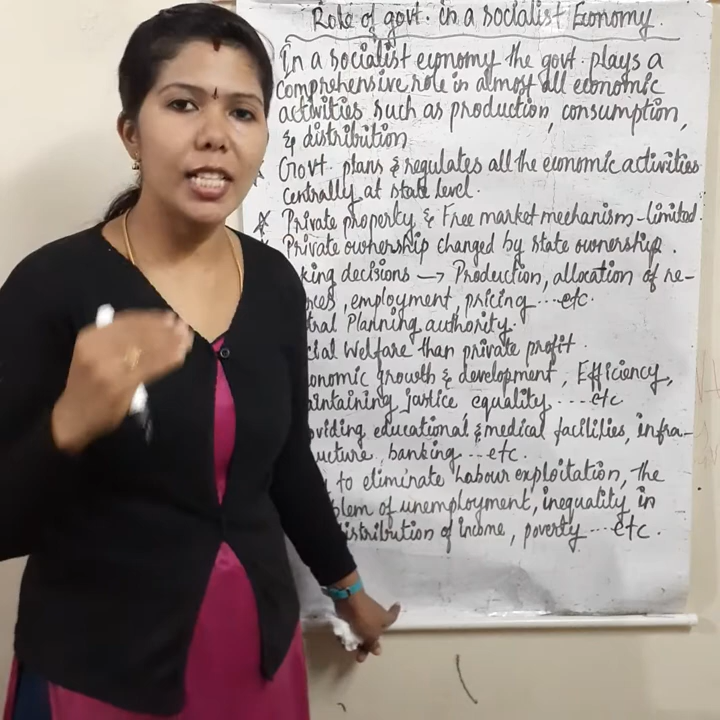 Role of govt. in a socialist Economy.
In a socialist economy the govt. plays a
comprehensive role in almost all economic
activities such as production, consumption,
& distribution
Govt. plans & regulates all the economic activities
centrally at state level.
Private property & Free market mechanism-limited.
Private ownership changed by state ownership.
king decisions → Production, allocation of re-
ces, employment, pricing ....etc.
tral Planning authority.
cial welfare than private profit.
onomic growth & development, Efficiency,
intaining justice, equality ....etc
oviding educational & medical facilities, infra-
ucture, banking...etc.
to eliminate labour exploitation, the
blem of unemployment, inequality in
istribution of income, poverty ....etc.